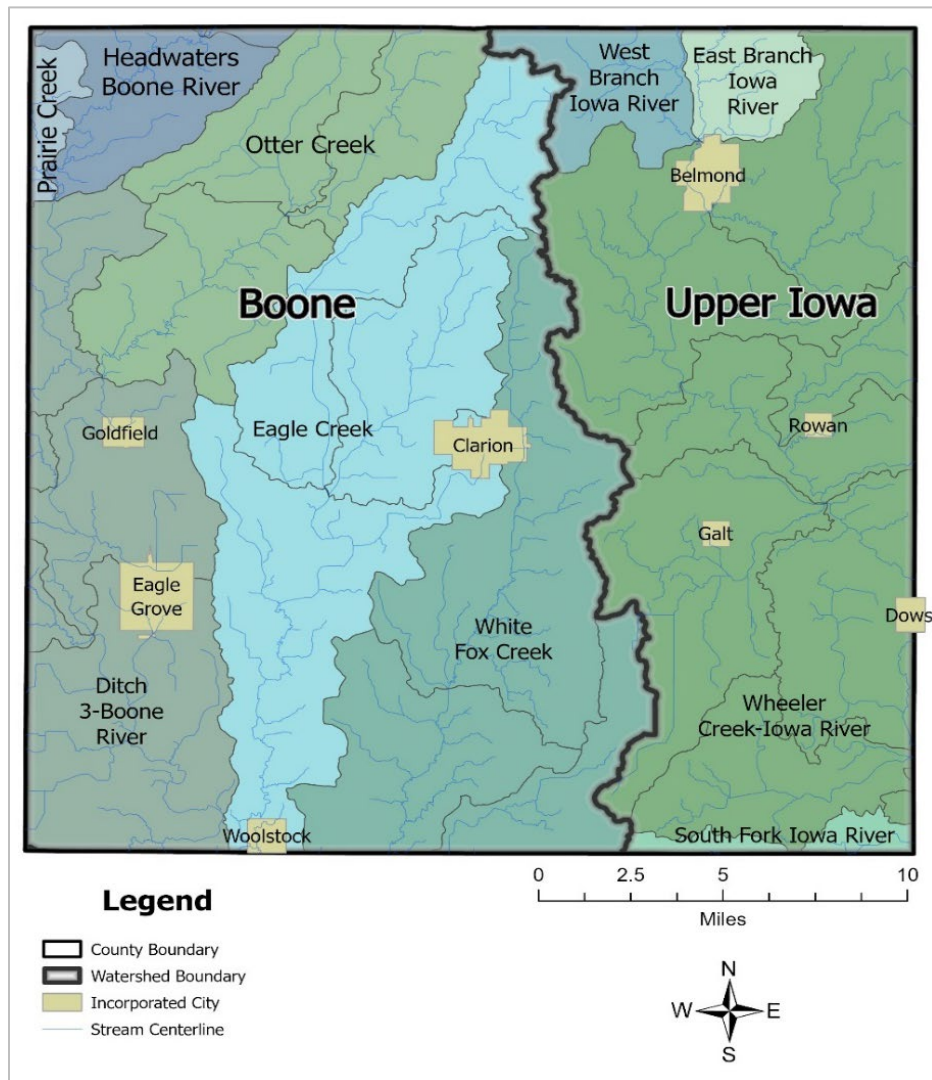 Headwaters
Boone River
Prairie Creek
Otter Creek
West
Branch
Iowa River
East Branch
Iowa
River
Belmond
Boone
Upper Iowa
Goldfield
Eagle Creek
Clarion
Rowan
Galt
Eagle
Grove
Dows
White
Fox Creek
Ditch
3-Boone
River
Wheeler
Creek-Iowa River
Woolstock
South Fork Iowa River
Legend
County Boundary
Watershed Boundary
Incorporated City
Stream Centerline
0 2.5 5 10
Miles
N
W E
S